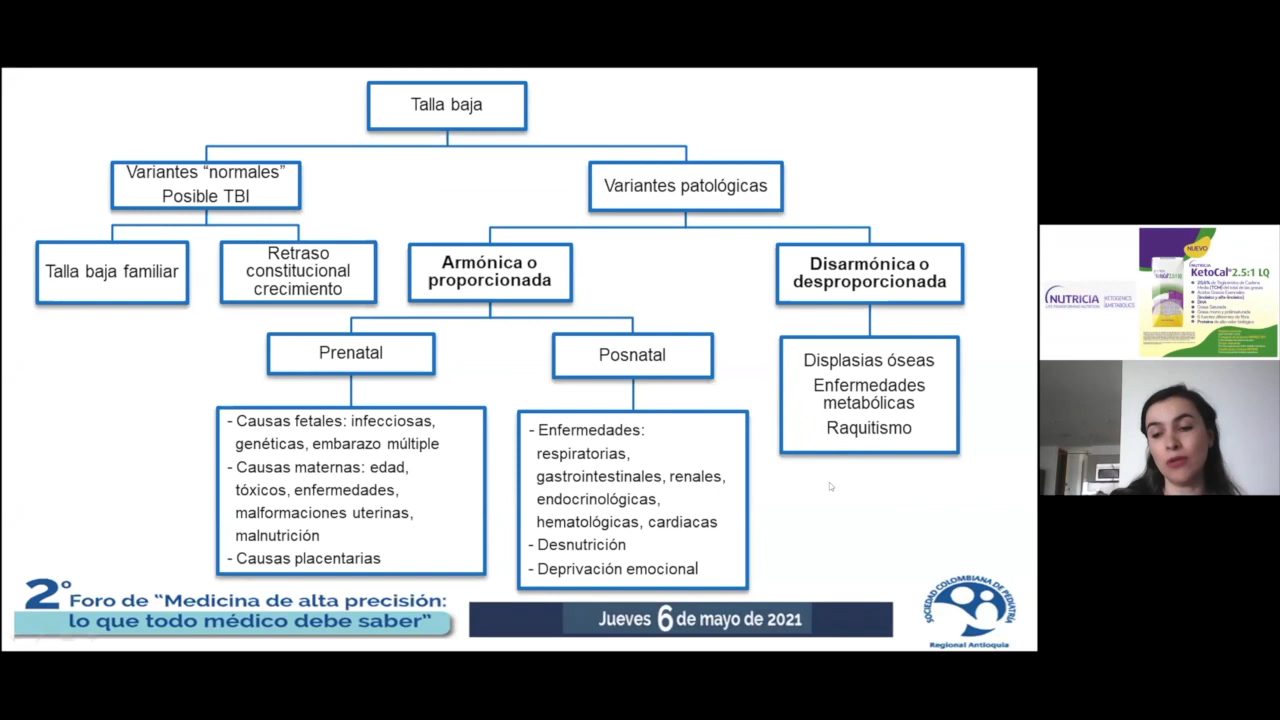 Talla baja
Variantes “normales”
Posible TBI
Variantes patológicas
Talla baja familiar
Retraso
constitucional
crecimiento
Armónica o
proporcionada
Disarmónica o
desproporcionada
Prenatal
Posnatal
Displasias óseas
Enfermedades
metabólicas
Raquitismo
- Causas fetales: infecciosas,
genéticas, embarazo múltiple
- Causas maternas: edad,
tóxicos, enfermedades,
malformaciones uterinas,
malnutrición
- Causas placentarias
- Enfermedades:
respiratorias,
gastrointestinales, renales,
endocrinológicas,
hematológicas, cardiacas
- Desnutrición
- Deprivación emocional
2° Foro de “Medicina de alta precisión:
lo que todo médico debe saber”
Jueves 6 de mayo de 2021
SOCIEDAD COLOMBIANA DE PEDIATRÍA
Regional Antioquia
NUTRICIA
KETOGENICS
&METABOLICS
NUEVO
NUTRICIA
KetoCal® 2.5:1 LQ